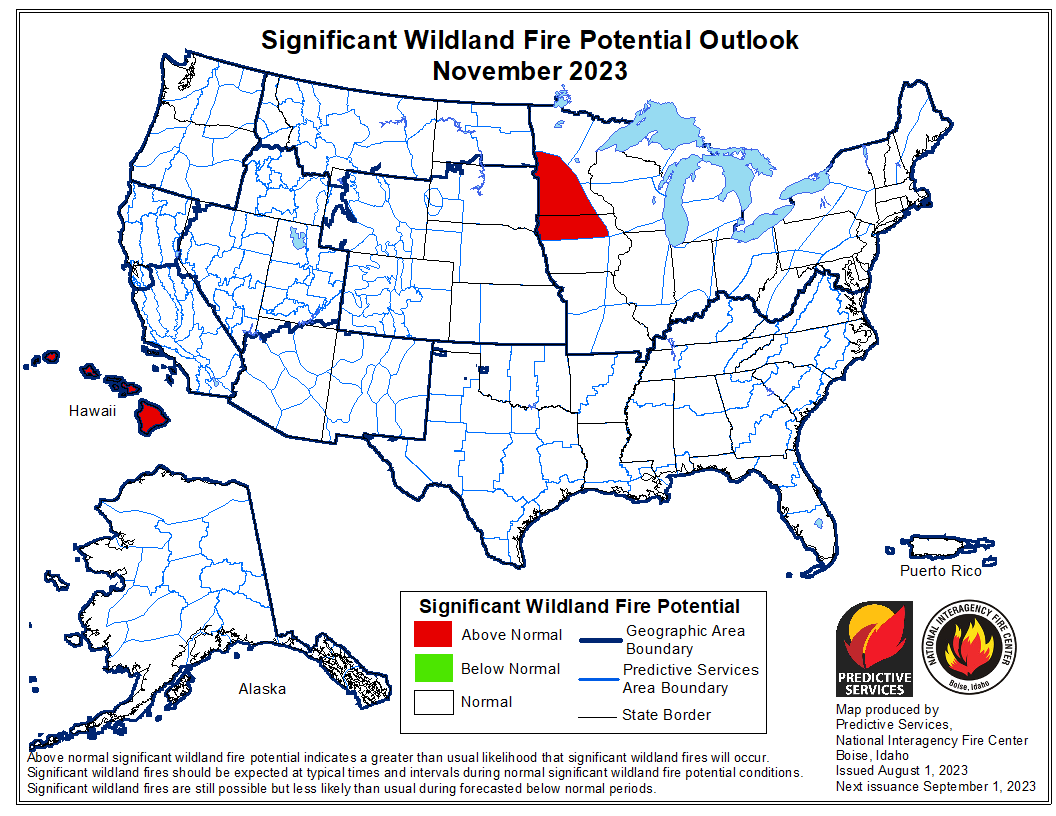 Significant Wildland Fire Potential Outlook
November 2023
Hawaii
Alaska
Puerto Rico
Significant Wildland Fire Potential
Above Normal
Below Normal
Normal
Geographic Area
Boundary
Predictive Services
Area Boundary
State Border
PREDICTIVE
SERVICES
NATIONAL INTERAGENCY FIRE CENTER
Boise, Idaho
Map produced by
Predictive Services,
National Interagency Fire Center
Boise, Idaho
Issued August 1, 2023
Next issuance September 1, 2023
Above normal significant wildland fire potential indicates a greater than usual likelihood that significant wildland fires will occur.
Significant wildland fires should be expected at typical times and intervals during normal significant wildland fire potential conditions.
Significant wildland fires are still possible but less likely than usual during forecasted below normal periods.